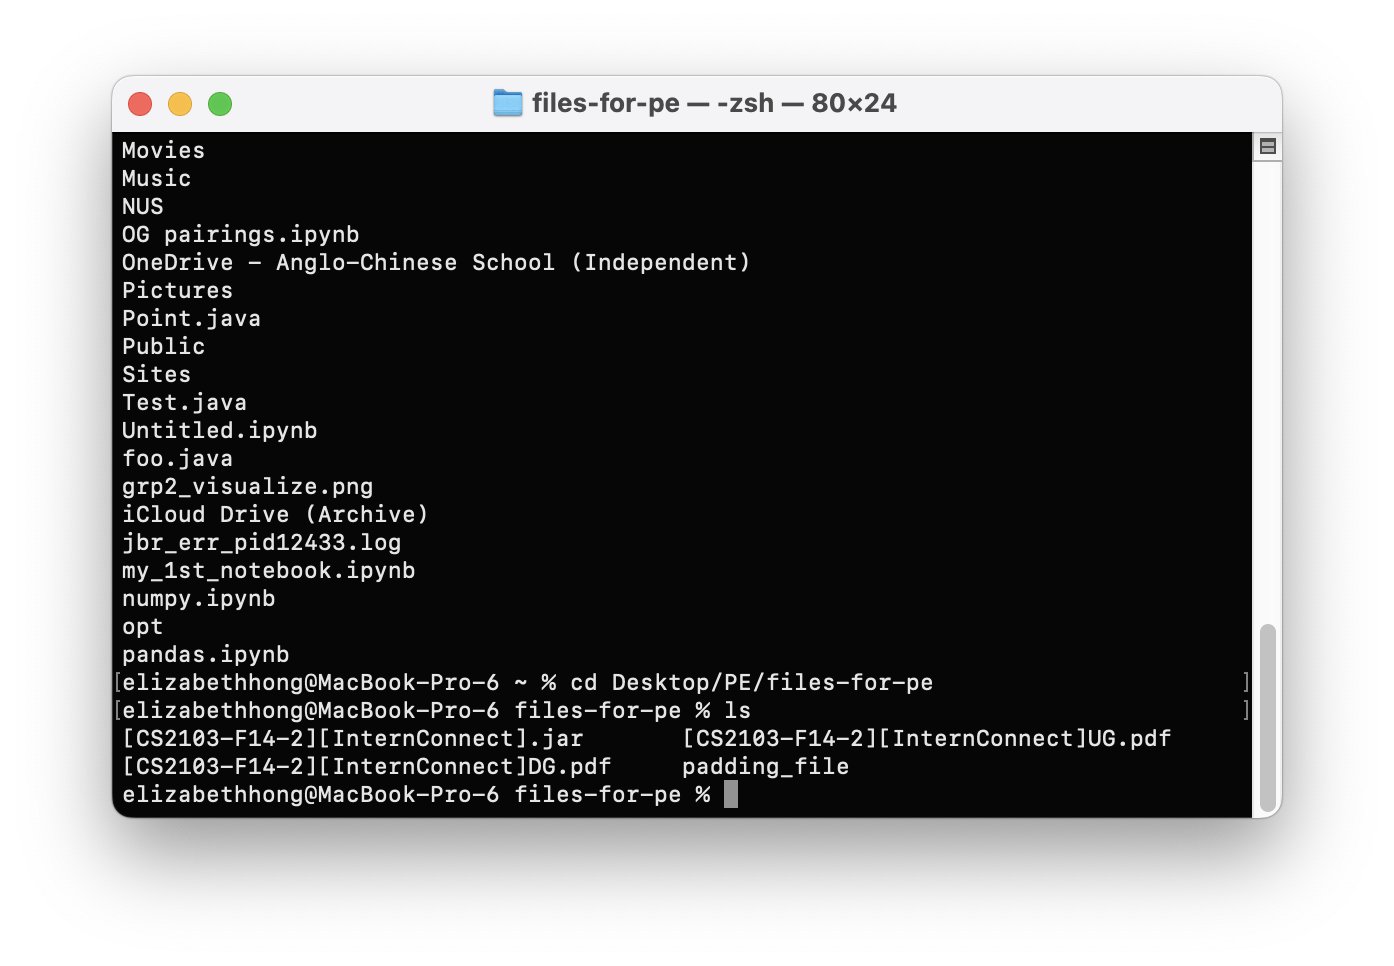 files-for-pe — -zsh — 80×24
Movies
Music
NUS
OG pairings.ipynb
OneDrive - Anglo-Chinese School (Independent)
Pictures
Point.java
Public
Sites
Test.java
Untitled.ipynb
foo.java
grp2_visualize.png
iCloud Drive (Archive)
jbr_err_pid12433.log
my_1st_notebook.ipynb
numpy.ipynb
opt
pandas.ipynb
[elizabethhong@MacBook-Pro-6 ~ % cd Desktop/PE/files-for-pe ]
[elizabethhong@MacBook-Pro-6 files-for-pe % ls ]
[CS2103-F14-2][InternConnect].jar [CS2103-F14-2][InternConnect]UG.pdf
[CS2103-F14-2][InternConnect]DG.pdf padding_file
elizabethhong@MacBook-Pro-6 files-for-pe %